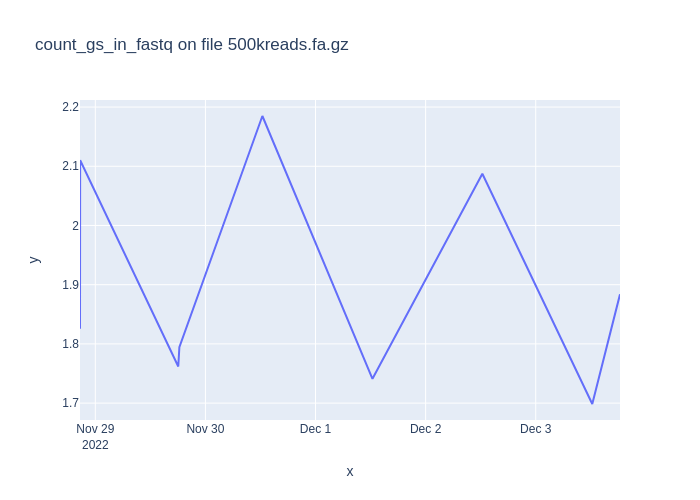 count_gs_in_fastq on file 500kreads.fa.gz
2.2
2.1
2
1.9
1.8
1.7
y
Nov 29
2022
Nov 30
Dec 1
Dec 2
Dec 3
x